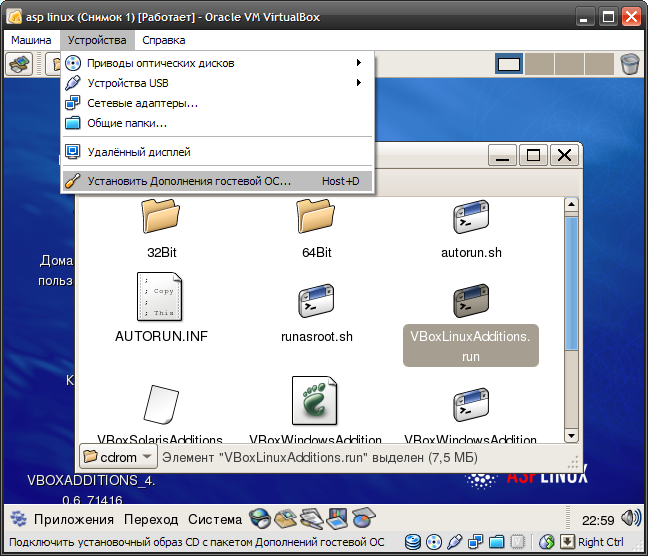 asp linux (Снимок 1) [Работает] - Oracle VM VirtualBox
Машина Устройства Справка
Приводы оптических дисков
Устройства USB
Сетевые адаптеры...
Общие папки...
Удалённый дисплей
Установить Дополнения гостевой ОС... Host+D
32Bit 64Bit autorun.sh
Дома
польз
; Copy
; This
AUTORUN.INF runasroot.sh VBoxLinuxAdditions.
run
К
VBoxSolarisAdditions VBoxWindowsAddition VBoxWindowsAddition
cdrom Элемент "VBoxLinuxAdditions.run" выделен (7,5 МБ)
VBOXADDITIONS_4.
0.6_71416
ASPLINUX
Приложения Переход Система 22:59
Подключить установочный образ CD с пакетом Дополнений гостевой ОС Right Ctrl